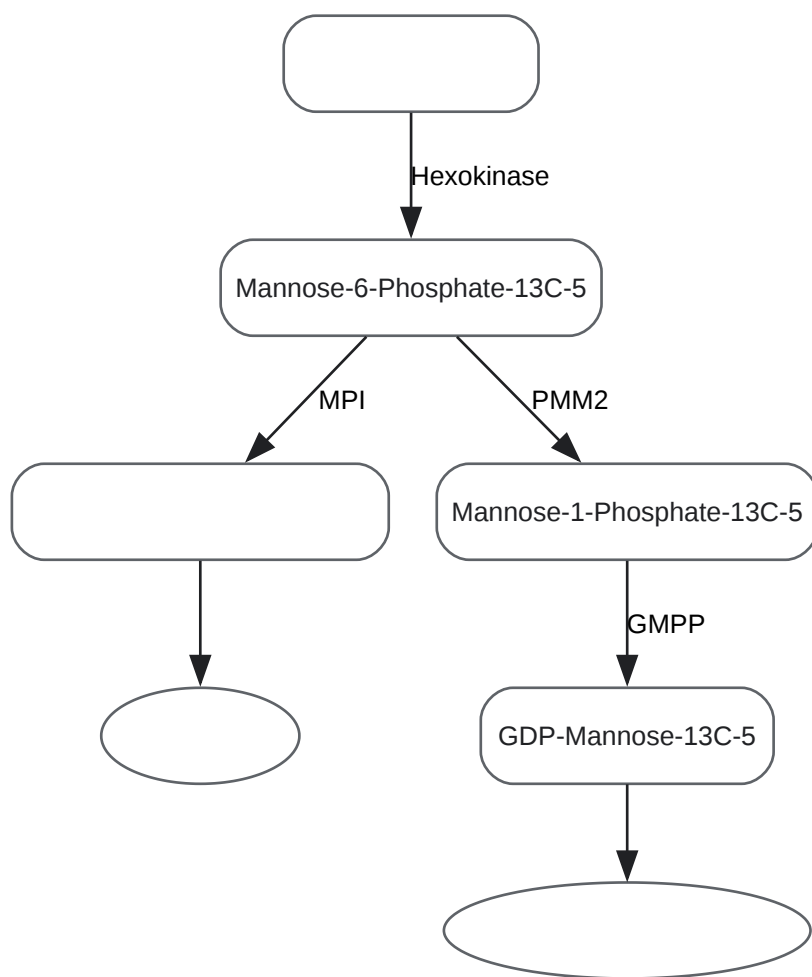 Hexokinase
Mannose-6-Phosphate-13C-5
MPI
PMM2
Mannose-1-Phosphate-13C-5
GMPP
GDP-Mannose-13C-5